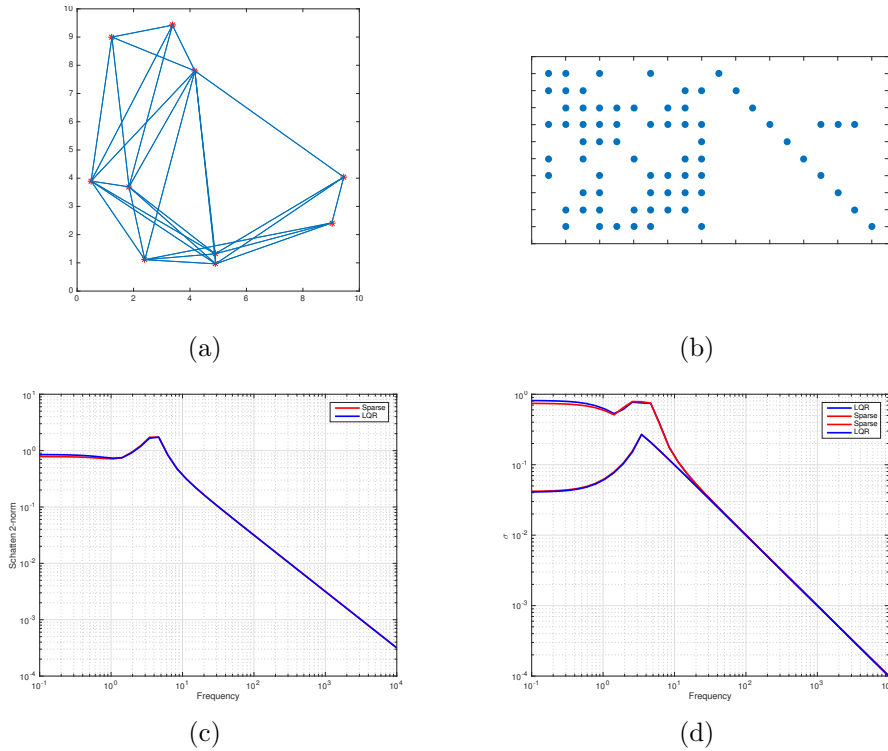 10
9
8
7
6
5
4
3
2
1
0
0 2 4 6 8 10
(a)
(b)
10^1
10^0
10^-1
10^-2
10^-3
10^-4
Schatten 2-norm
Sparse
LQR
10^-1 10^0 10^1 10^2 10^3 10^4
Frequency
(c)
10^0
10^-1
10^-2
10^-3
10^-4
σ
LQR
Sparse
Sparse
LQR
10^-1 10^0 10^1 10^2 10^3 10
Frequency
(d)